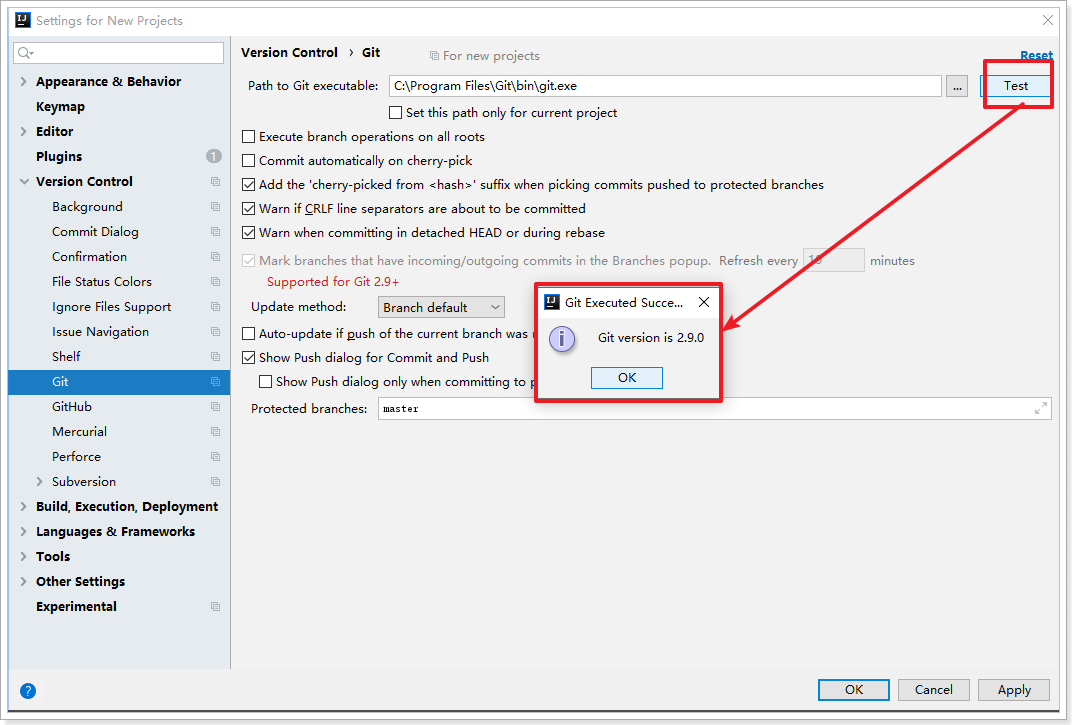 Settings for New Projects
Version Control › Git
For new projects
Reset
Appearance & Behavior
Keymap
Editor
Plugins
1
Version Control
Background
Commit Dialog
Confirmation
File Status Colors
Ignore Files Support
Issue Navigation
Shelf
Git
GitHub
Mercurial
Perforce
Subversion
Build, Execution, Deployment
Languages & Frameworks
Tools
Other Settings
Experimental
Path to Git executable: C:\Program Files\Git\bin\git.exe ... Test
Set this path only for current project
Execute branch operations on all roots
Commit automatically on cherry-pick
Add the 'cherry-picked from <hash>' suffix when picking commits pushed to protected branches
Warn if CRLF line separators are about to be committed
Warn when committing in detached HEAD or during rebase
Mark branches that have incoming/outgoing commits in the Branches popup. Refresh every minutes
Supported for Git 2.9+
Update method: Branch default
Auto-update if push of the current branch was
Show Push dialog for Commit and Push
Show Push dialog only when committing to
Protected branches: master
IJ Git Executed Succe...
Git version is 2.9.0
OK
?
OK Cancel Apply